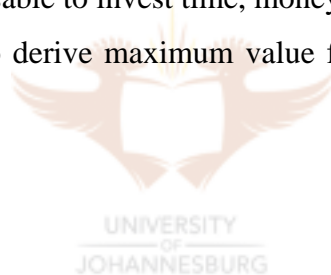 able to invest time, money
derive maximum value f
UNIVERSITY
OF
JOHANNESBURG